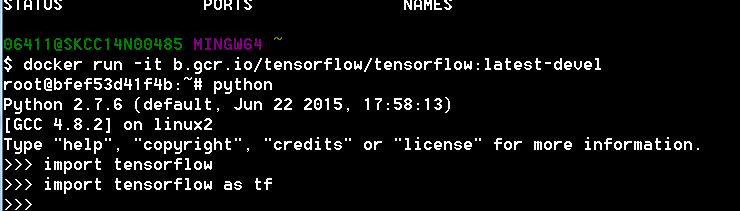 STATUS PORTS NAMES
06411@SKCC14N00485 MINGW64 ~
$ docker run -it b.gcr.io/tensorflow/tensorflow:latest-devel
root@bfef53d41f4b:~# python
Python 2.7.6 (default, Jun 22 2015, 17:58:13)
[GCC 4.8.2] on linux2
Type "help", "copyright", "credits" or "license" for more information.
>>> import tensorflow
>>> import tensorflow as tf
>>>